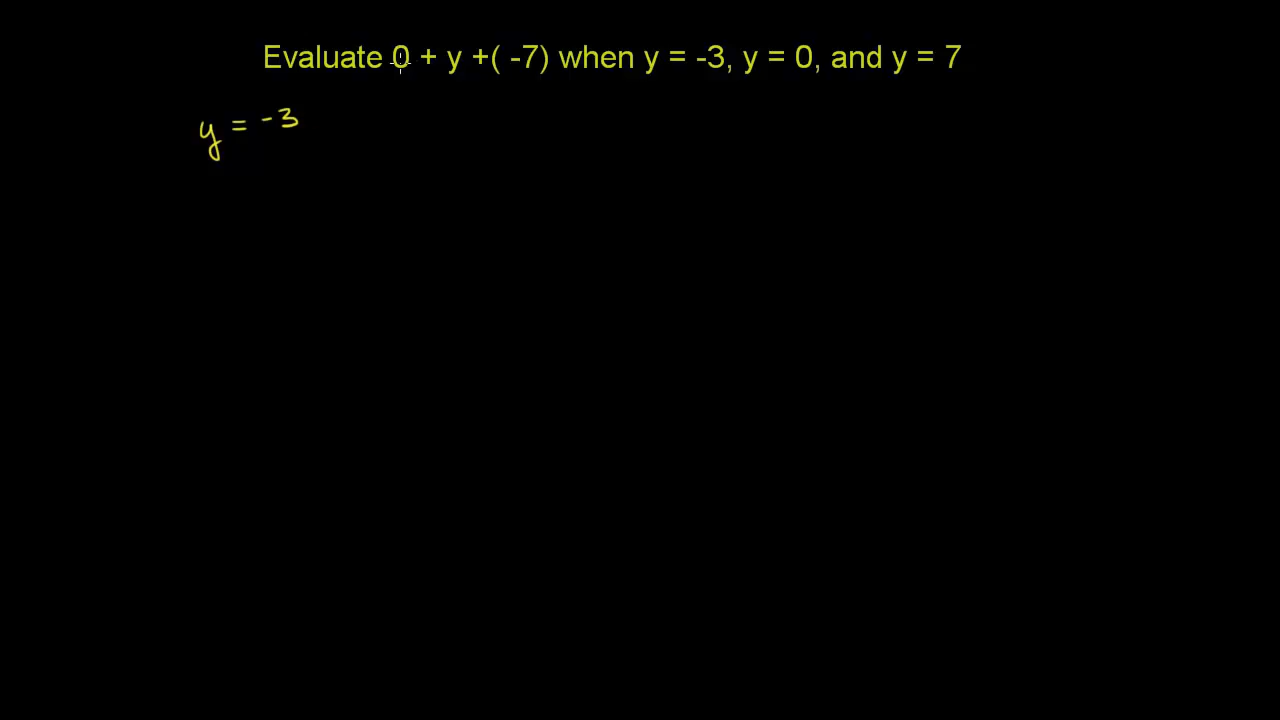 Evaluate 0 + y +( -7) when y = -3, y = 0, and y = 7
y = -3